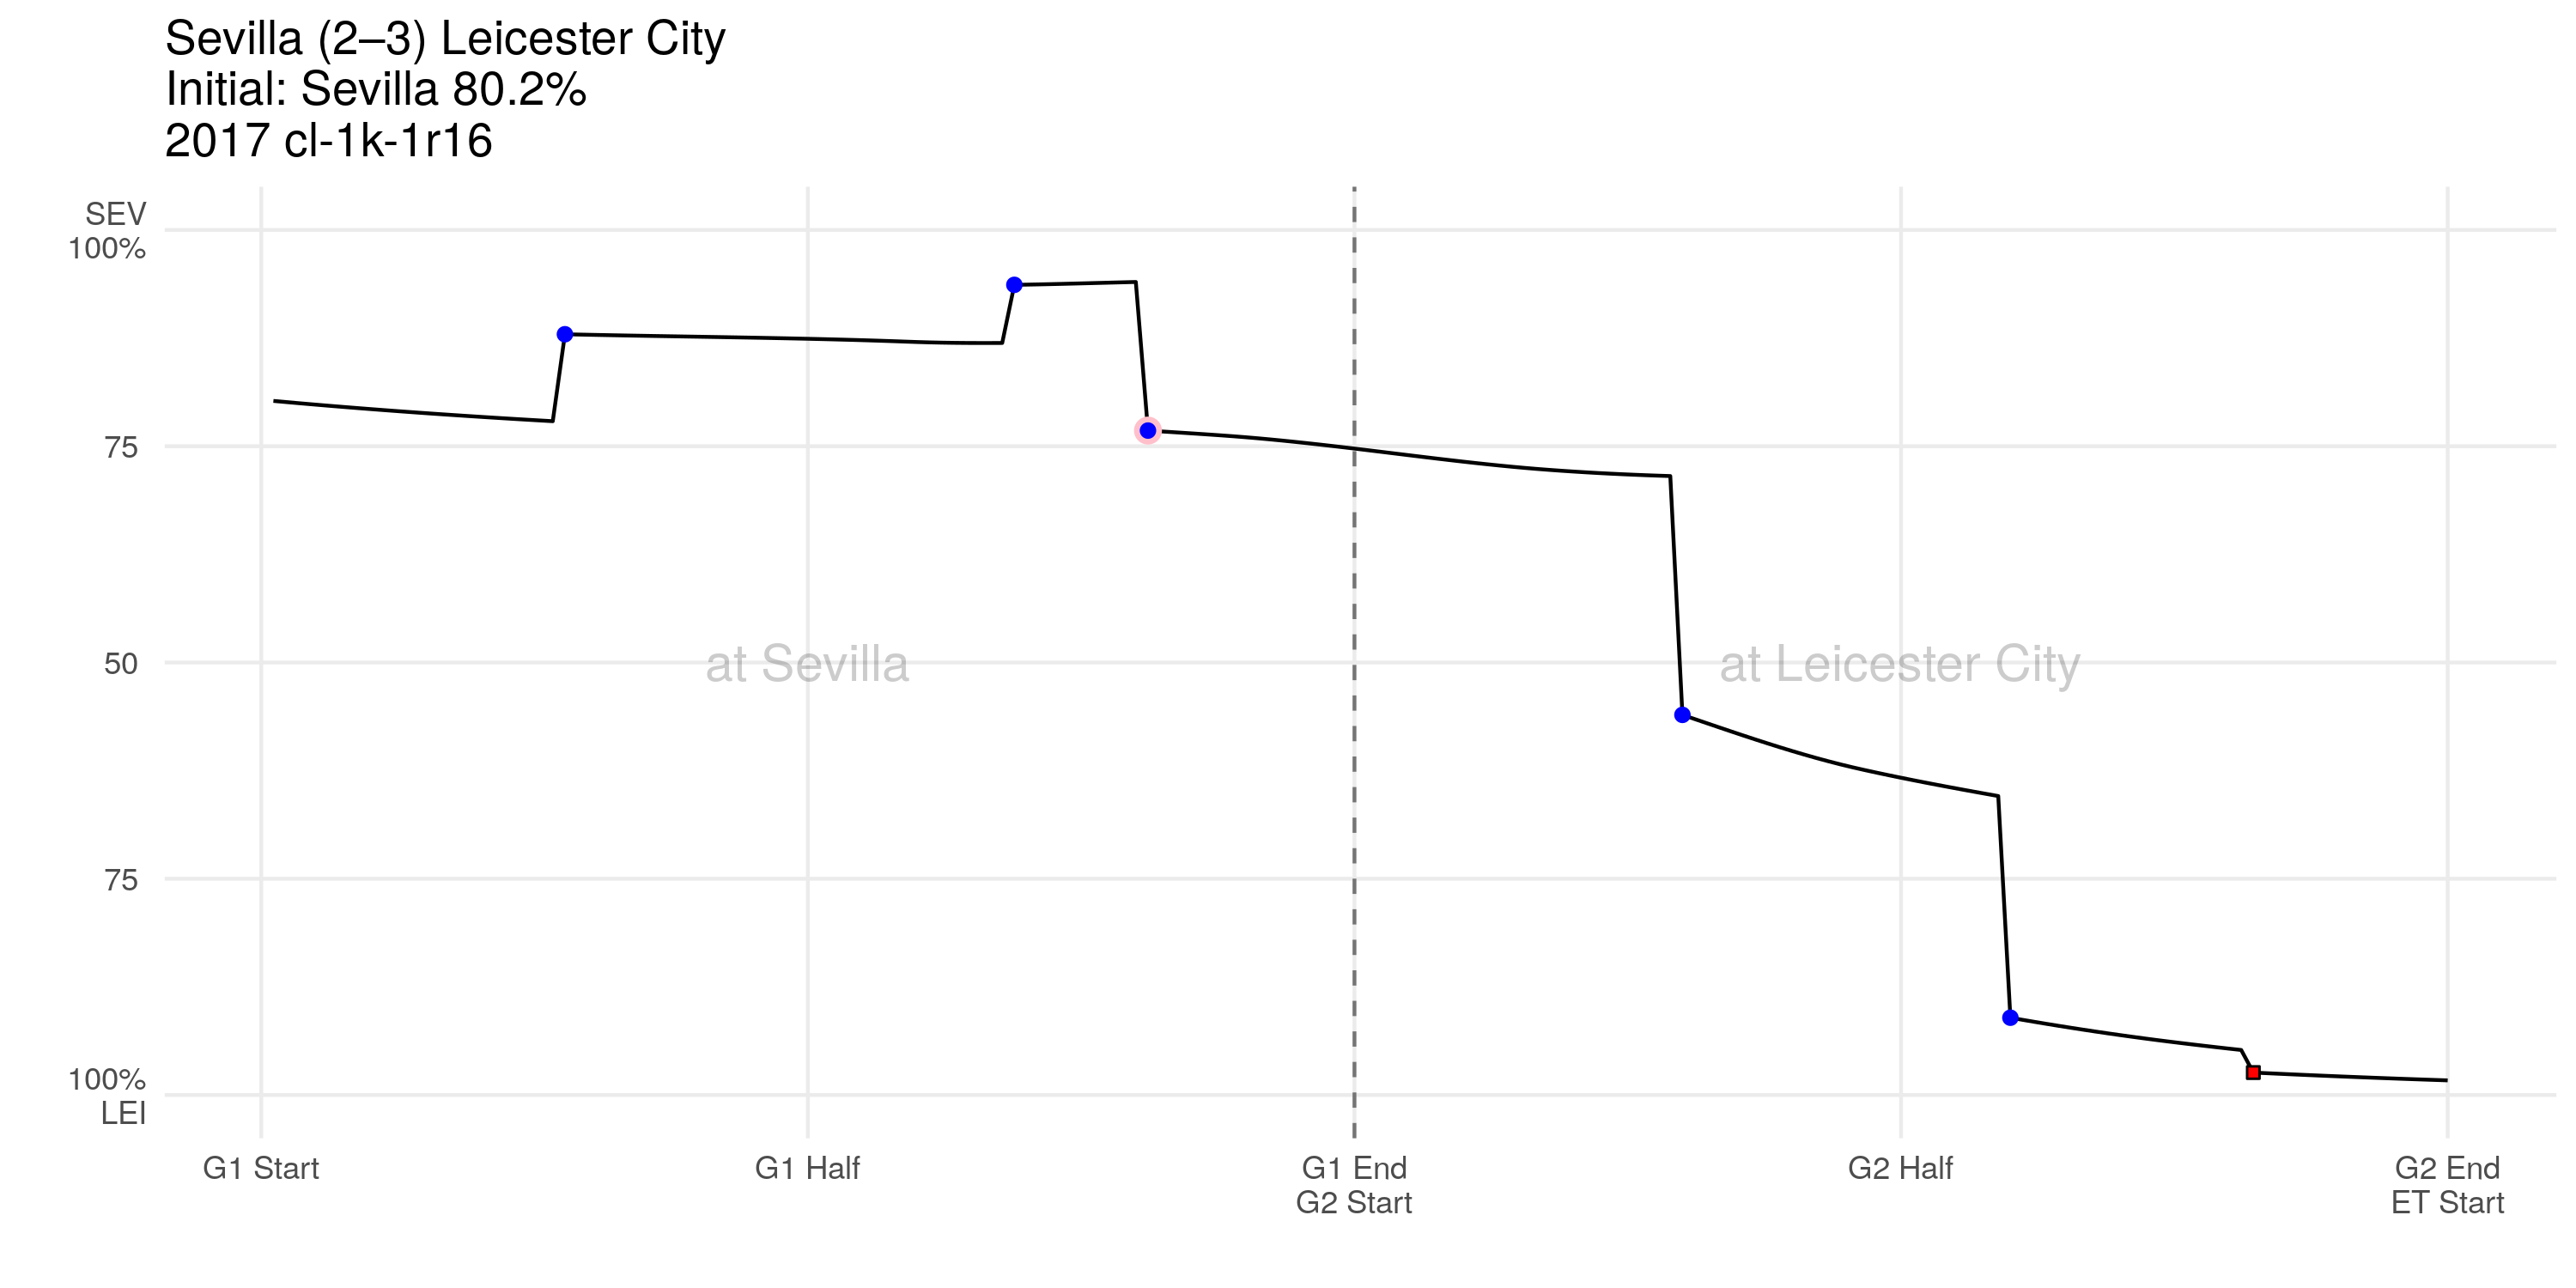 Sevilla (2–3) Leicester City
Initial: Sevilla 80.2%
2017 cl-1k-1r16
SEV
100%
75
50
75
100%
LEI
at Sevilla
at Leicester City
G1 Start
G1 Half
G1 End
G2 Start
G2 Half
G2 End
ET Start